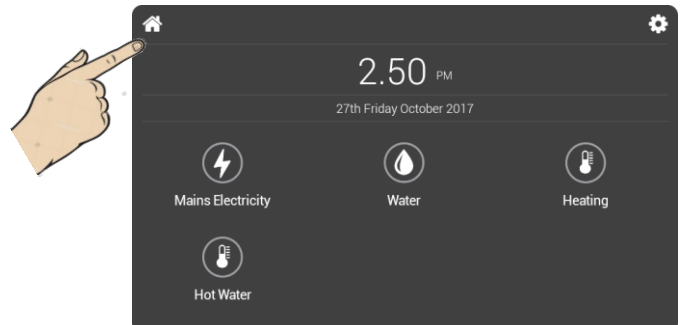 2.50 PM
27th Friday October 2017
Mains Electricity Water Heating
Hot Water